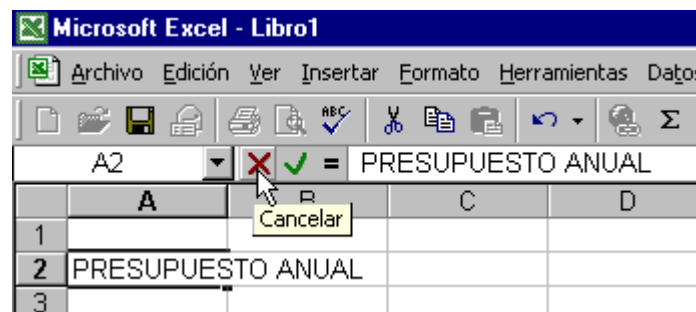 Microsoft Excel - Libro1
Archivo Edición Ver Insertar Formato Herramientas Datos
ABC Σ
A2 = PRESUPUESTO ANUAL
A B C D
Cancelar
1
2 PRESUPUESTO ANUAL
3